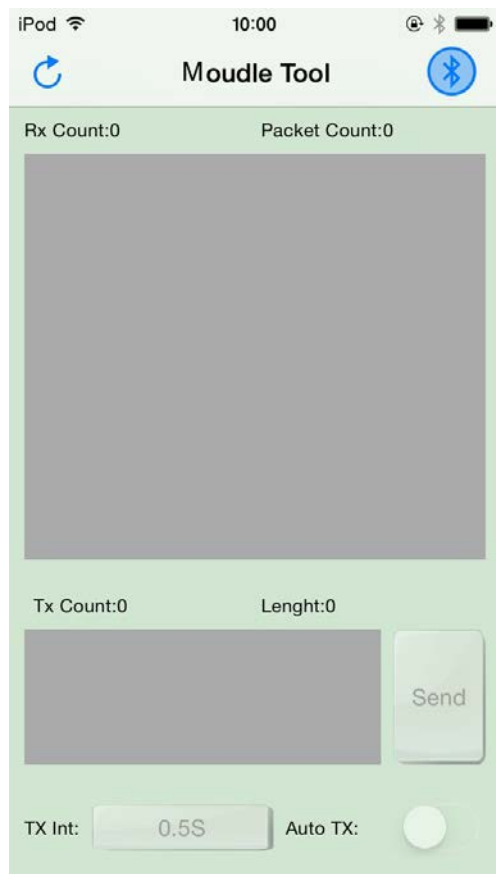 iPod 10:00
Moudle Tool
Rx Count:0 Packet Count:0
Tx Count:0 Lenght:0
Send
TX Int: 0.5S Auto TX: